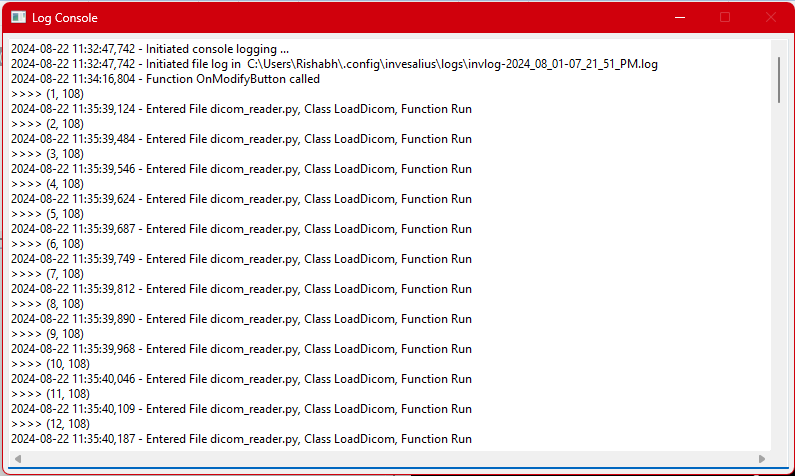 Log Console
2024-08-22 11:32:47,742 - Initiated console logging ...
2024-08-22 11:32:47,742 - Initiated file log in  C:\Users\Rishabh\.config\invesalius\logs\invlog-2024_08_01-07_21_51_PM.log
2024-08-22 11:34:16,804 - Function OnModifyButton called
>>>> (1, 108)
2024-08-22 11:35:39,124 - Entered File dicom_reader.py, Class LoadDicom, Function Run
>>>> (2, 108)
2024-08-22 11:35:39,484 - Entered File dicom_reader.py, Class LoadDicom, Function Run
>>>> (3, 108)
2024-08-22 11:35:39,546 - Entered File dicom_reader.py, Class LoadDicom, Function Run
>>>> (4, 108)
2024-08-22 11:35:39,624 - Entered File dicom_reader.py, Class LoadDicom, Function Run
>>>> (5, 108)
2024-08-22 11:35:39,687 - Entered File dicom_reader.py, Class LoadDicom, Function Run
>>>> (6, 108)
2024-08-22 11:35:39,749 - Entered File dicom_reader.py, Class LoadDicom, Function Run
>>>> (7, 108)
2024-08-22 11:35:39,812 - Entered File dicom_reader.py, Class LoadDicom, Function Run
>>>> (8, 108)
2024-08-22 11:35:39,890 - Entered File dicom_reader.py, Class LoadDicom, Function Run
>>>> (9, 108)
2024-08-22 11:35:39,968 - Entered File dicom_reader.py, Class LoadDicom, Function Run
>>>> (10, 108)
2024-08-22 11:35:40,046 - Entered File dicom_reader.py, Class LoadDicom, Function Run
>>>> (11, 108)
2024-08-22 11:35:40,109 - Entered File dicom_reader.py, Class LoadDicom, Function Run
>>>> (12, 108)
2024-08-22 11:35:40,187 - Entered File dicom_reader.py, Class LoadDicom, Function Run